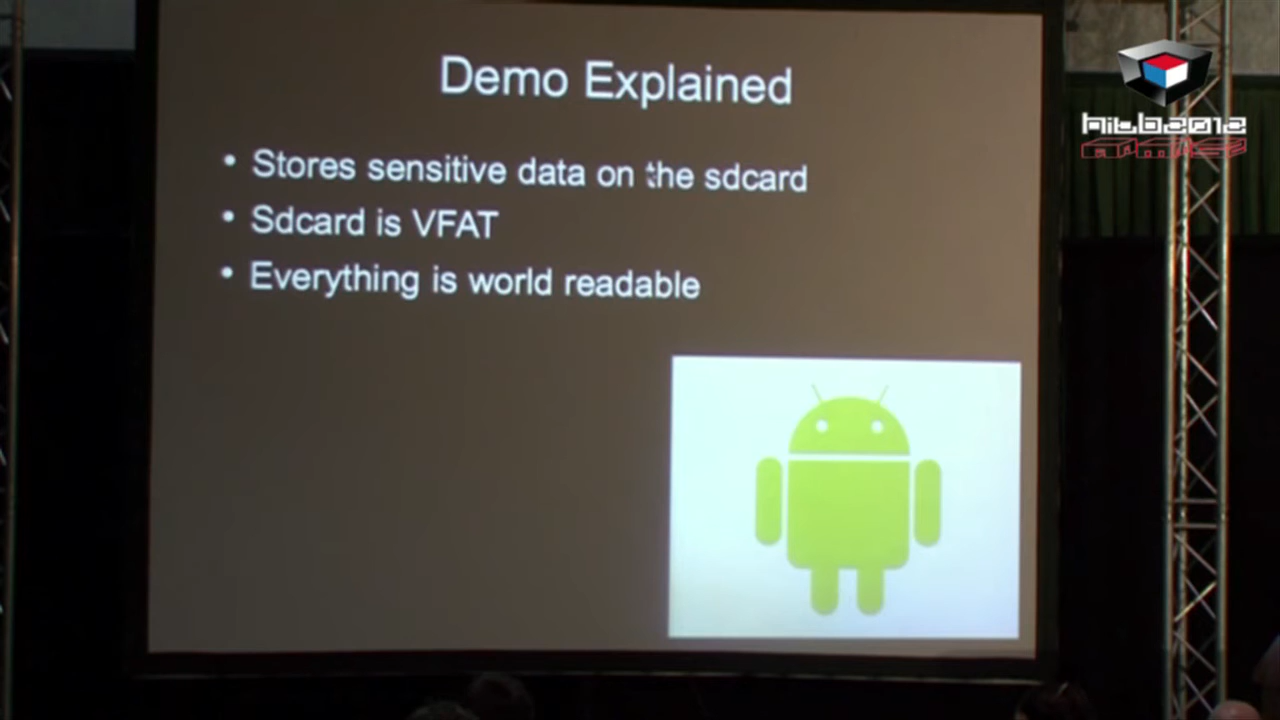 Demo Explained
• Stores sensitive data on the sdcard
• Sdcard is VFAT
• Everything is world readable
hitb2012